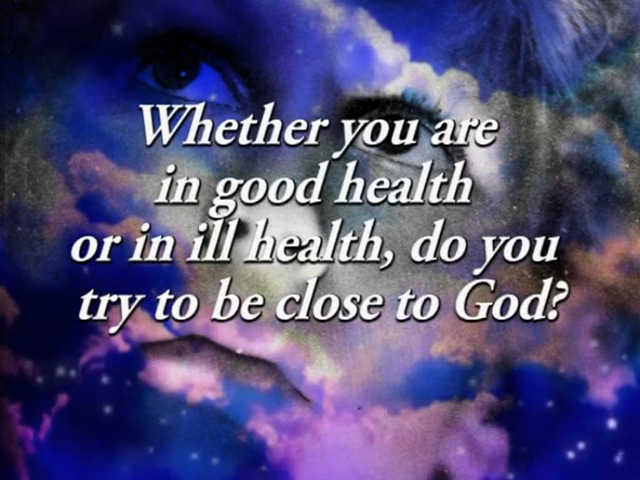 Whether you are
in good health
or in ill health, do you
try to be close to God?